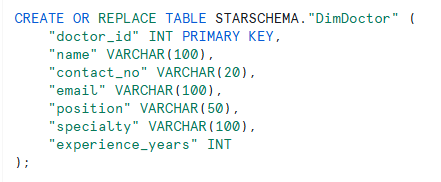 CREATE OR REPLACE TABLE STARSCHEMA."DimDoctor" (
    "doctor_id" INT PRIMARY KEY,
    "name" VARCHAR(100),
    "contact_no" VARCHAR(20),
    "email" VARCHAR(100),
    "position" VARCHAR(50),
    "specialty" VARCHAR(100),
    "experience_years" INT
);